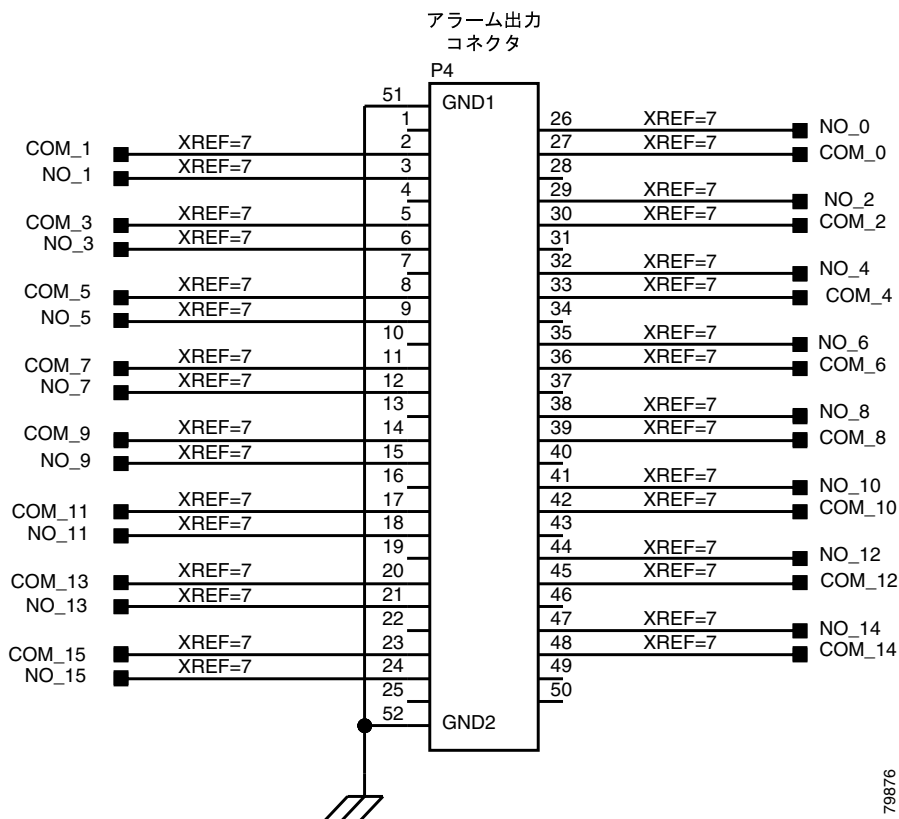 アラーム出力
コネクタ
P4
51 GND1
1
26 XREF=7 NO_0
COM_1 XREF=7 2
27 XREF=7 COM_0
NO_1 XREF=7 3
28
4
29 XREF=7 NO_2
COM_3 XREF=7 5
30 XREF=7 COM_2
NO_3 XREF=7 6
31
7
32 XREF=7 NO_4
COM_5 XREF=7 8
33 XREF=7 COM_4
NO_5 XREF=7 9
34
10
35 XREF=7 NO_6
COM_7 XREF=7 11
36 XREF=7 COM_6
NO_7 XREF=7 12
37
13
38 XREF=7 NO_8
COM_9 XREF=7 14
39 XREF=7 COM_8
NO_9 XREF=7 15
40
16
41 XREF=7 NO_10
COM_11 XREF=7 17
42 XREF=7 COM_10
NO_11 XREF=7 18
43
19
44 XREF=7 NO_12
COM_13 XREF=7 20
45 XREF=7 COM_12
NO_13 XREF=7 21
46
22
47 XREF=7 NO_14
COM_15 XREF=7 23
48 XREF=7 COM_14
NO_15 XREF=7 24
49
25
50
52 GND2
79876